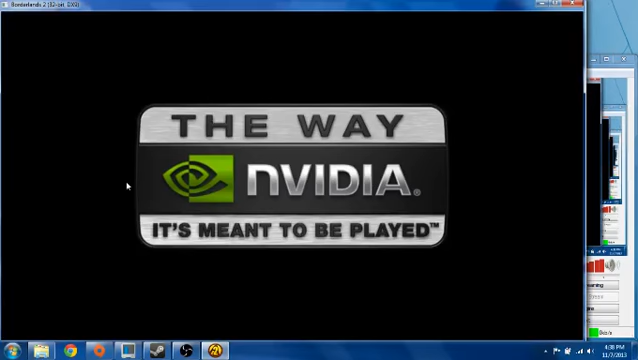 Borderlands 2 (32-bit, DX9)
THE WAY
NVIDIA.®
IT'S MEANT TO BE PLAYED™
4:38 PM
11/7/2013